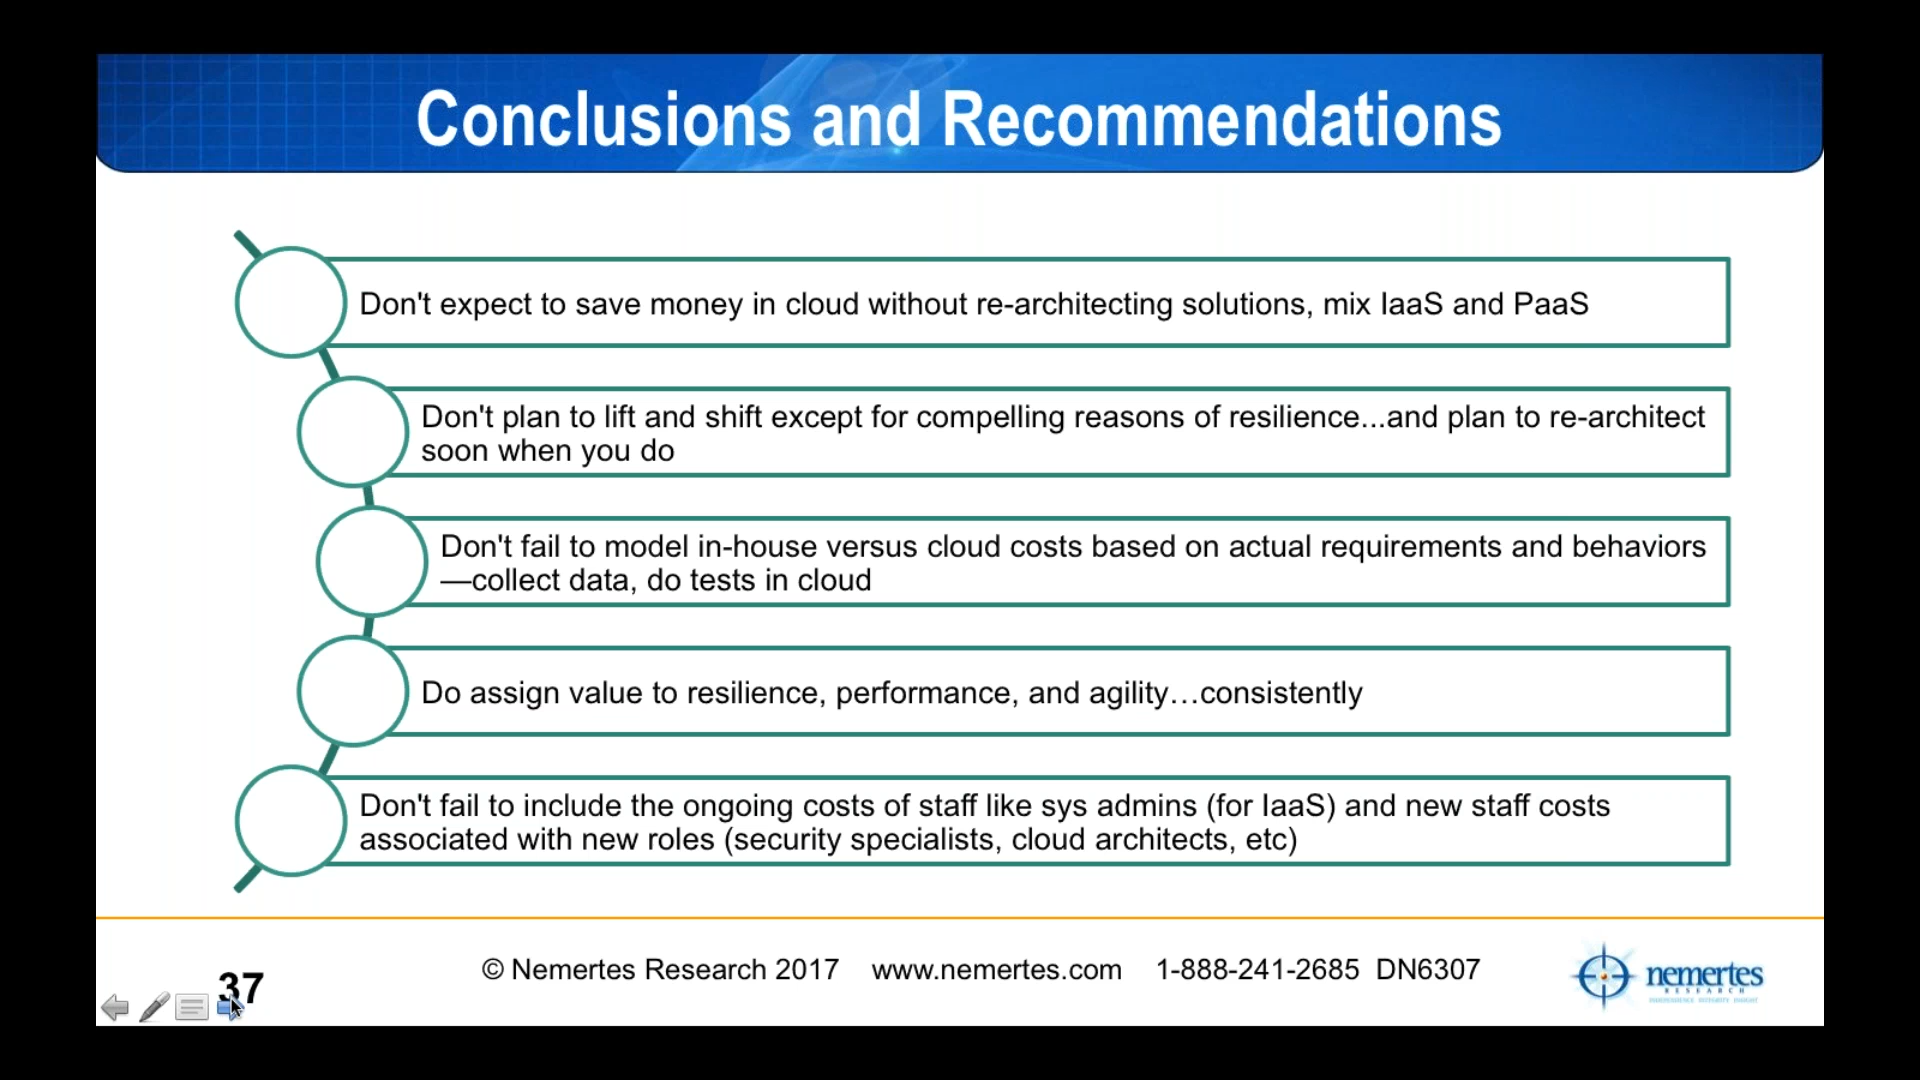 Conclusions and Recommendations
Don't expect to save money in cloud without re-architecting solutions, mix IaaS and PaaS
Don't plan to lift and shift except for compelling reasons of resilience...and plan to re-architect
soon when you do
Don't fail to model in-house versus cloud costs based on actual requirements and behaviors
—collect data, do tests in cloud
Do assign value to resilience, performance, and agility…consistently
Don't fail to include the ongoing costs of staff like sys admins (for IaaS) and new staff costs
associated with new roles (security specialists, cloud architects, etc)
37
© Nemertes Research 2017 www.nemertes.com 1-888-241-2685 DN6307
nemertes
RESEARCH
INDEPENDENCE. INTEGRITY. INSIGHT